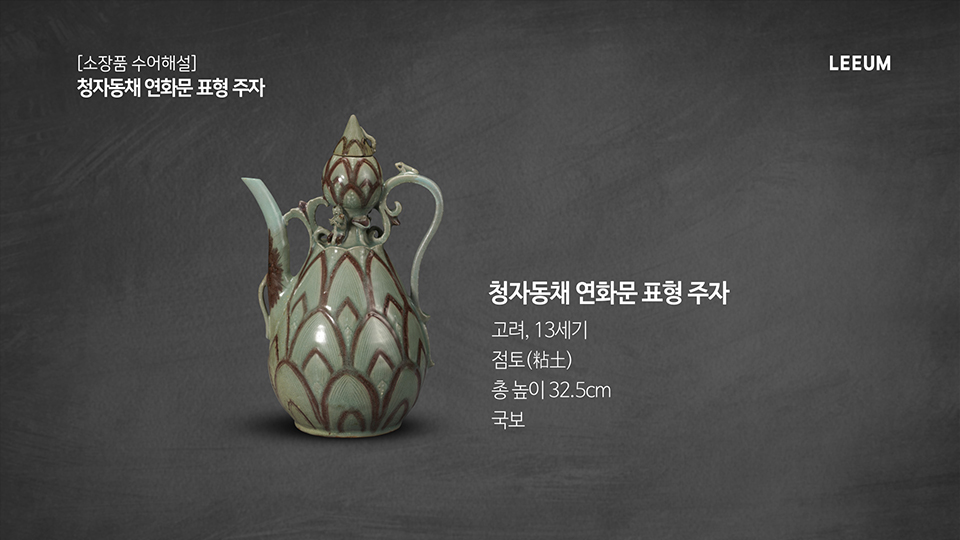 [소장품 수어해설]
청자동채 연화문 표형 주자
LEEUM
청자동채 연화문 표형 주자
고려, 13세기
점토(粘土)
총 높이 32.5cm
국보